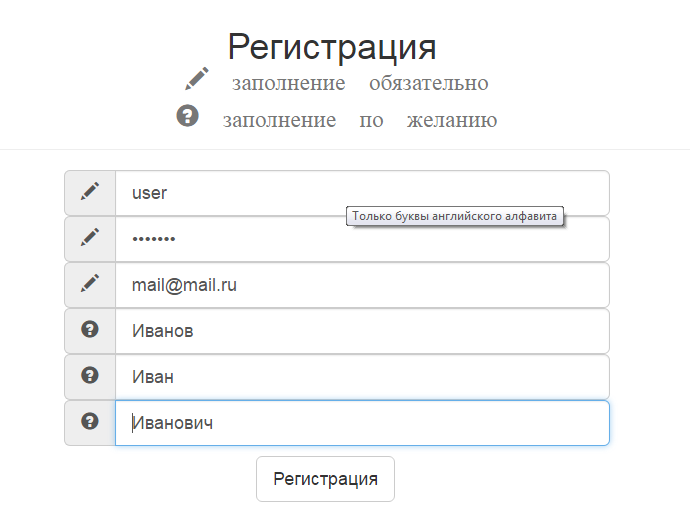 Регистрация
заполнение обязательно
заполнение по желанию
user
Только буквы английского алфавита
•••••••
mail@mail.ru
Иванов
Иван
Иванович
Регистрация